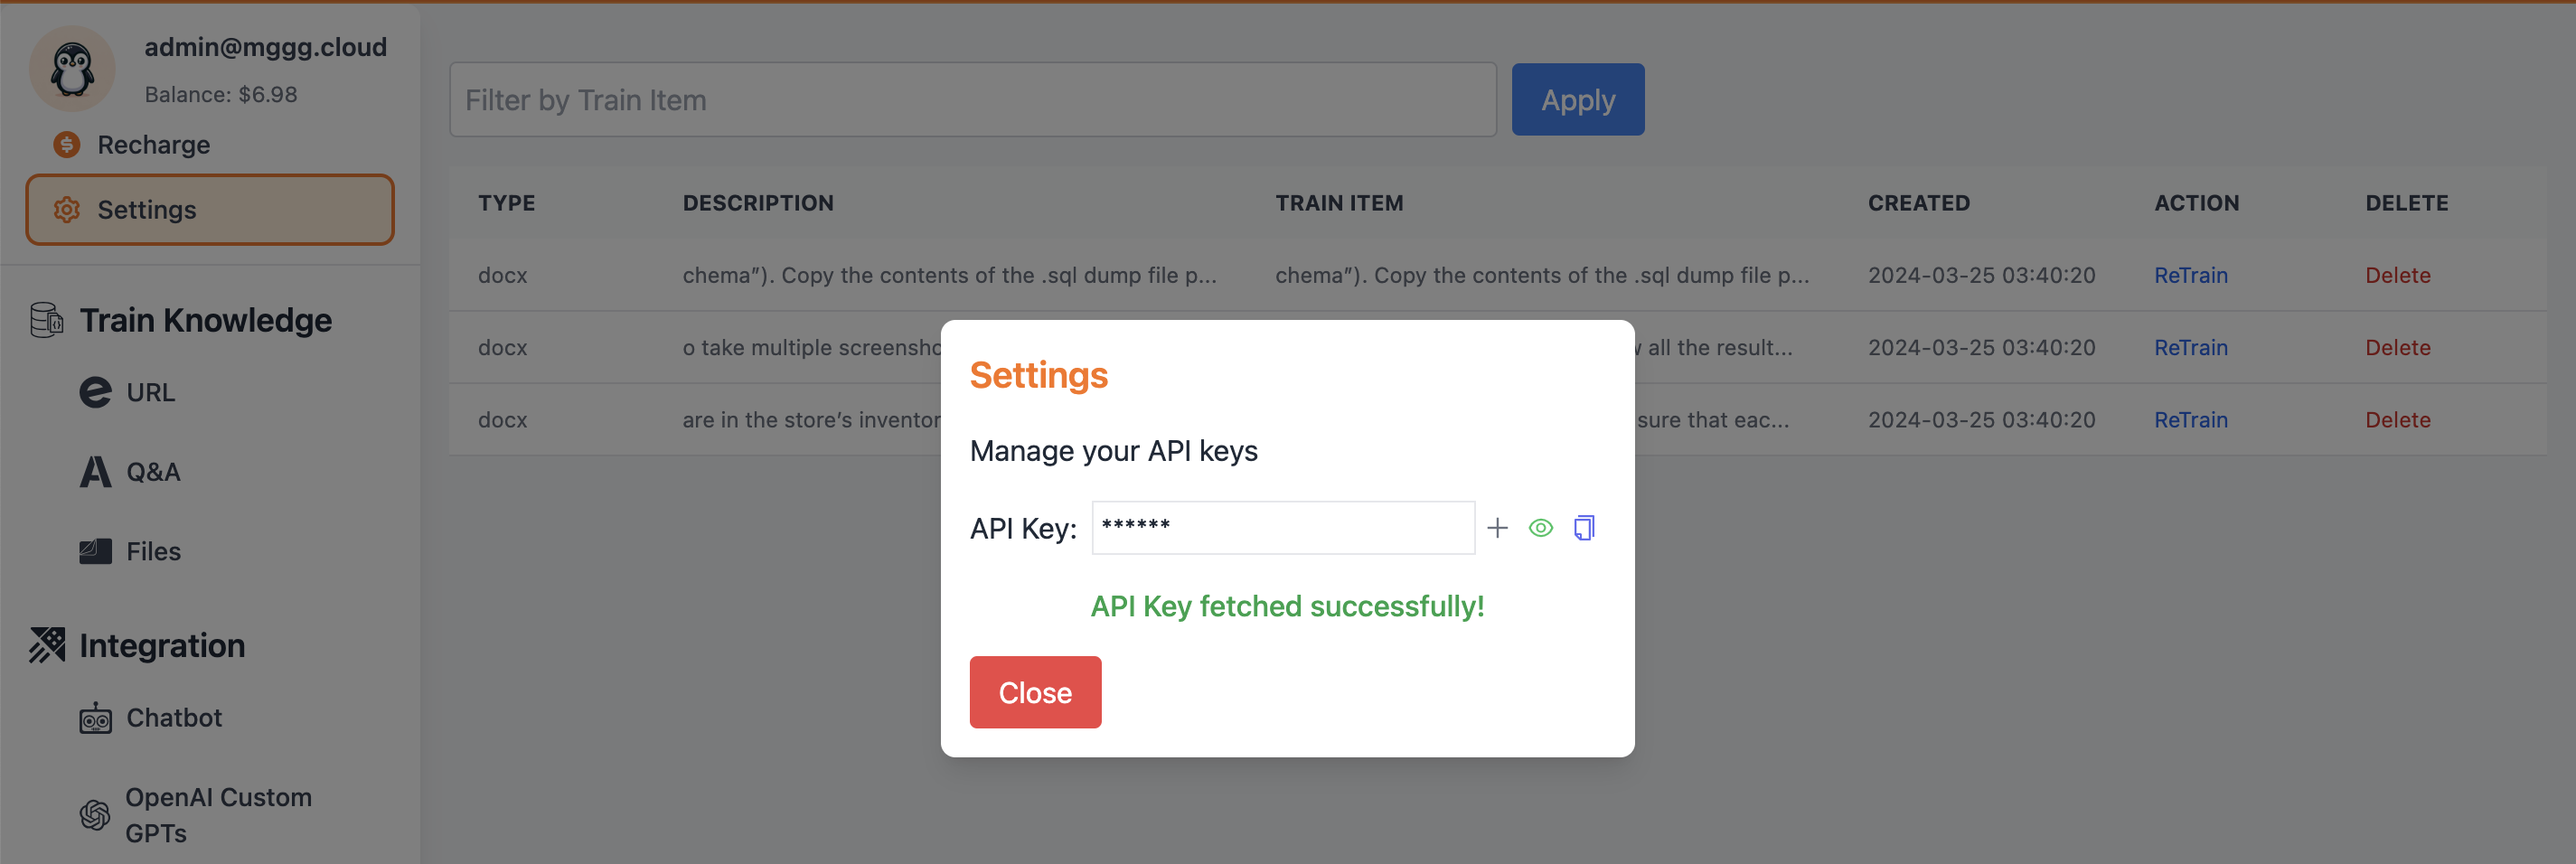 admin@mggg.cloud
Balance: $6.98
Recharge
Settings
Train Knowledge
URL
Q&A
Files
Integration
Chatbot
OpenAI Custom
GPTs
Filter by Train Item
Apply
TYPE DESCRIPTION TRAIN ITEM CREATED ACTION DELETE
docx chema”). Copy the contents of the .sql dump file p... chema”). Copy the contents of the .sql dump file p... 2024-03-25 03:40:20 ReTrain Delete
docx o take multiple all the result... 2024-03-25 03:40:20 ReTrain Delete
docx are in the store’s sure that eac... 2024-03-25 03:40:20 ReTrain Delete
Settings
Manage your API keys
API Key: ******
API Key fetched successfully!
Close